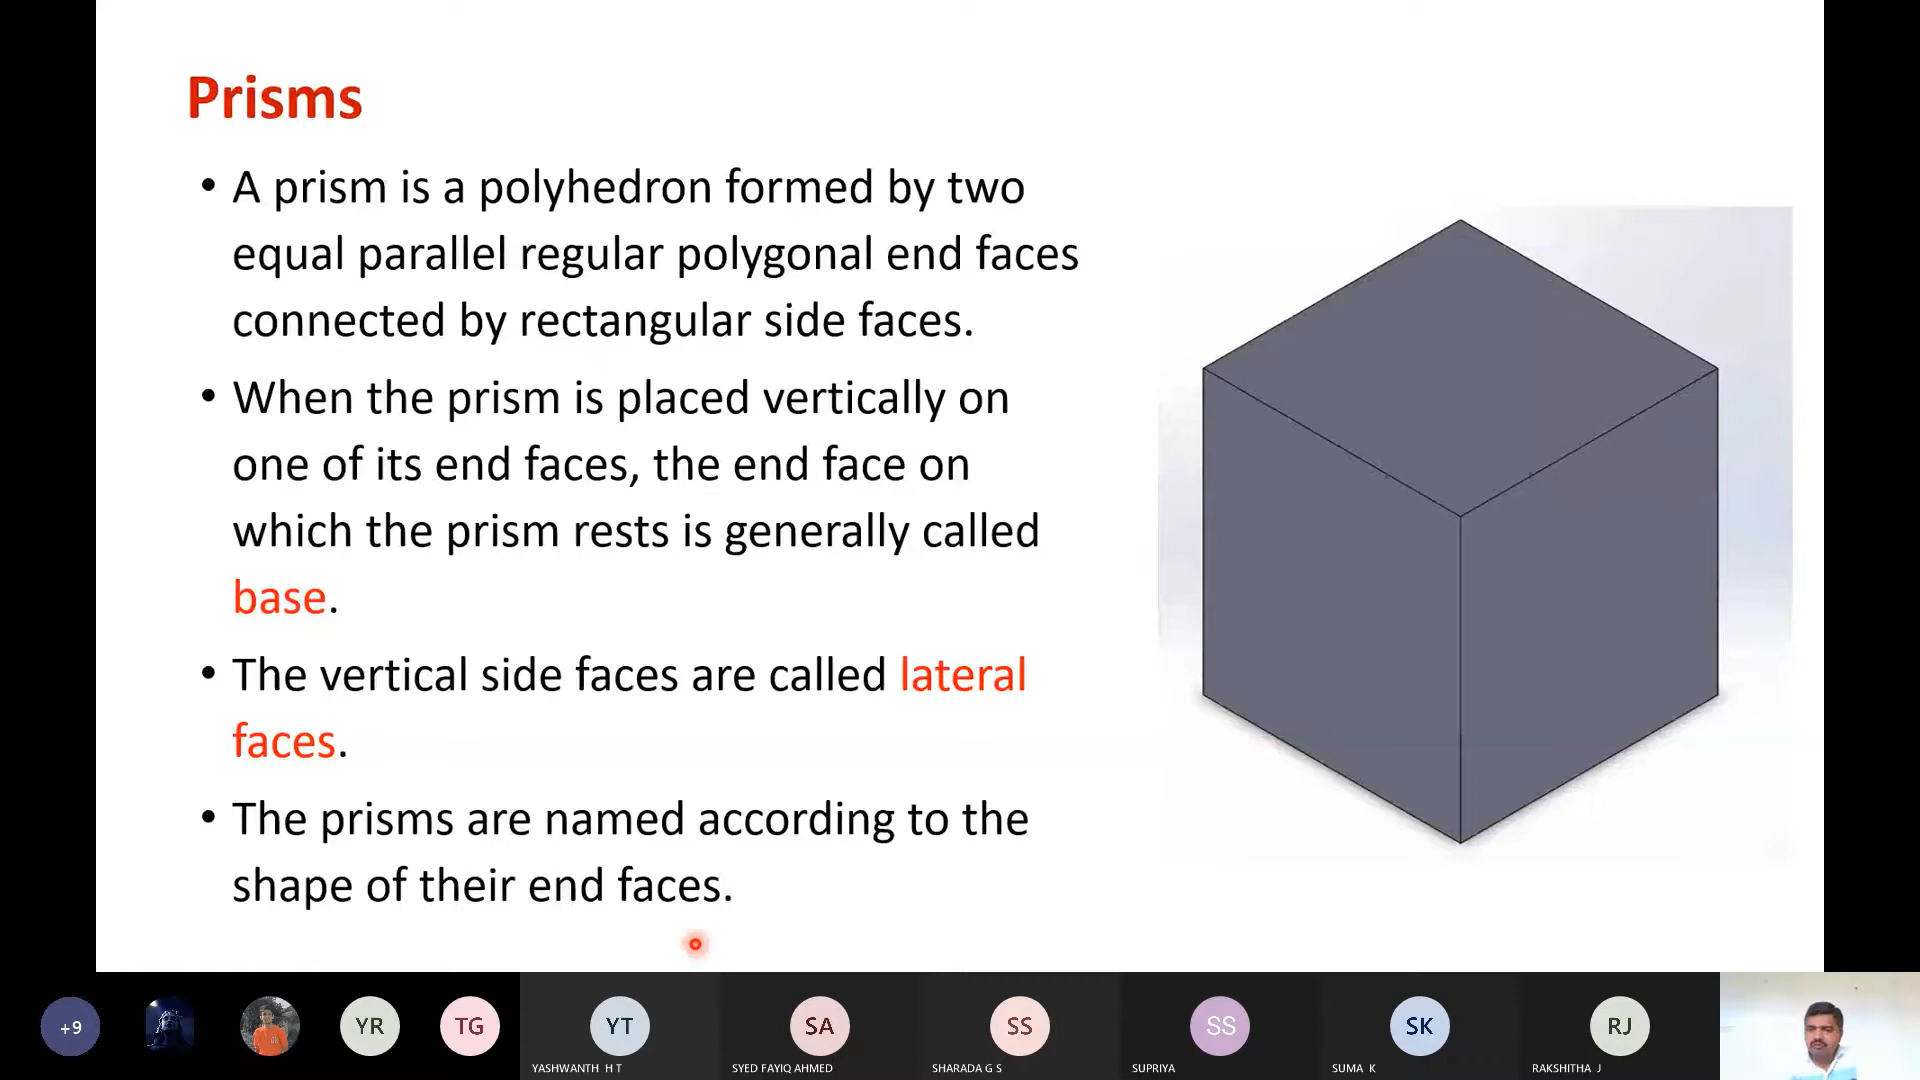 Prisms
• A prism is a polyhedron formed by two
equal parallel regular polygonal end faces
connected by rectangular side faces.
• When the prism is placed vertically on
one of its end faces, the end face on
which the prism rests is generally called
base.
• The vertical side faces are called lateral
faces.
• The prisms are named according to the
shape of their end faces.
+9
YR
TG
YT
SA
SS
SS
SK
RJ
YASHWANTH H T
SYED FAYIQ AHMED
SHARADA G S
SUPRIYA
SUMA K
RAKSHITHA J